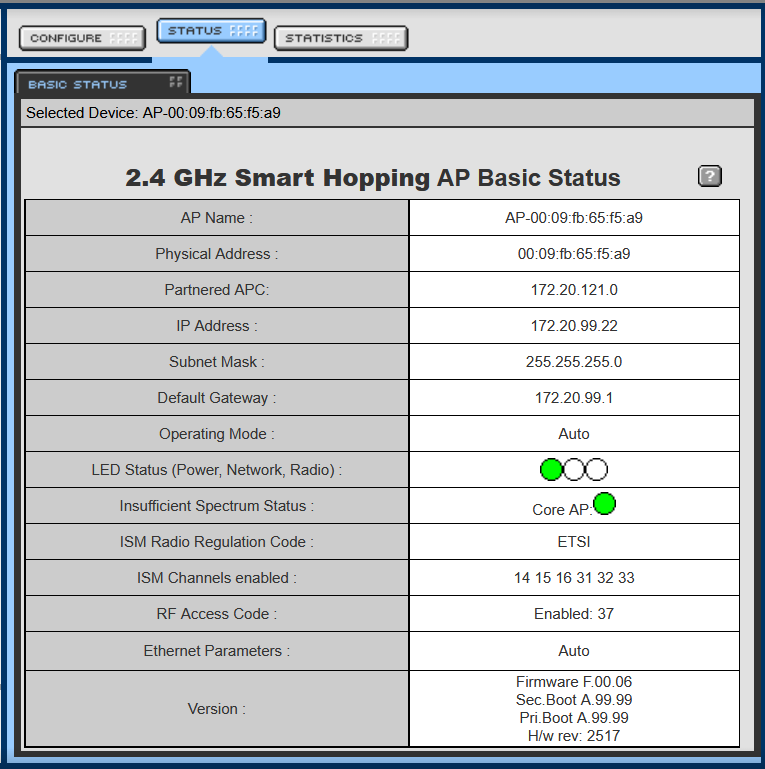 CONFIGURE
STATUS
STATISTICS
BASIC STATUS
Selected Device: AP-00:09:fb:65:f5:a9
2.4 GHz Smart Hopping AP Basic Status
?
AP Name : AP-00:09:fb:65:f5:a9
Physical Address : 00:09:fb:65:f5:a9
Partnered APC: 172.20.121.0
IP Address : 172.20.99.22
Subnet Mask : 255.255.255.0
Default Gateway : 172.20.99.1
Operating Mode : Auto
LED Status (Power, Network, Radio) :
Insufficient Spectrum Status : Core AP:
ISM Radio Regulation Code : ETSI
ISM Channels enabled : 14 15 16 31 32 33
RF Access Code : Enabled: 37
Ethernet Parameters : Auto
Version :
Firmware F.00.06
Sec.Boot A.99.99
Pri.Boot A.99.99
H/w rev: 2517